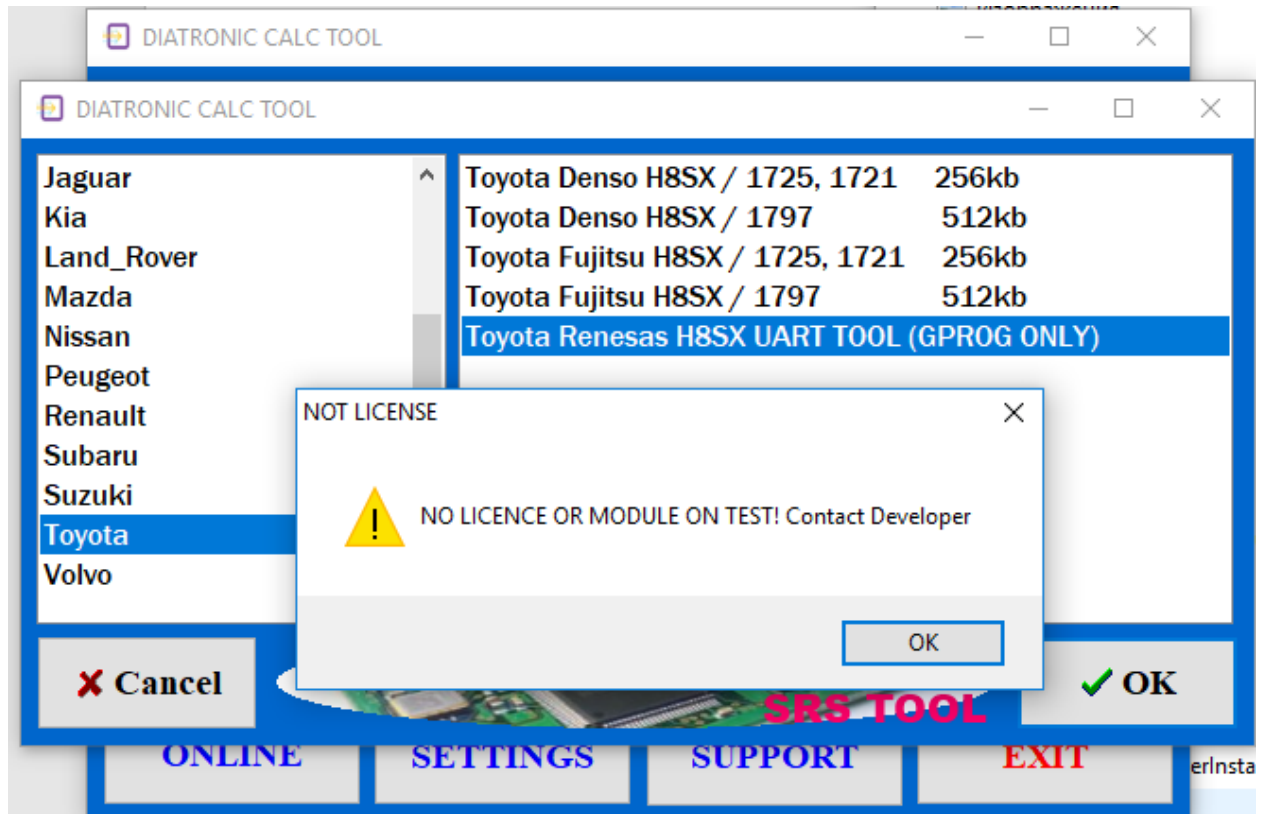 DIATRONIC CALC TOOL
DIATRONIC CALC TOOL
Jaguar
Kia
Land_Rover
Mazda
Nissan
Peugeot
Renault
Subaru
Suzuki
Toyota
Volvo
Toyota Denso H8SX / 1725, 1721 256kb
Toyota Denso H8SX / 1797 512kb
Toyota Fujitsu H8SX / 1725, 1721 256kb
Toyota Fujitsu H8SX / 1797 512kb
Toyota Renesas H8SX UART TOOL (GPROG ONLY)
NOT LICENSE
NO LICENCE OR MODULE ON TEST! Contact Developer
OK
Cancel
SRS TOOL
OK
ONLINE
SETTINGS
SUPPORT
EXIT
erInsta